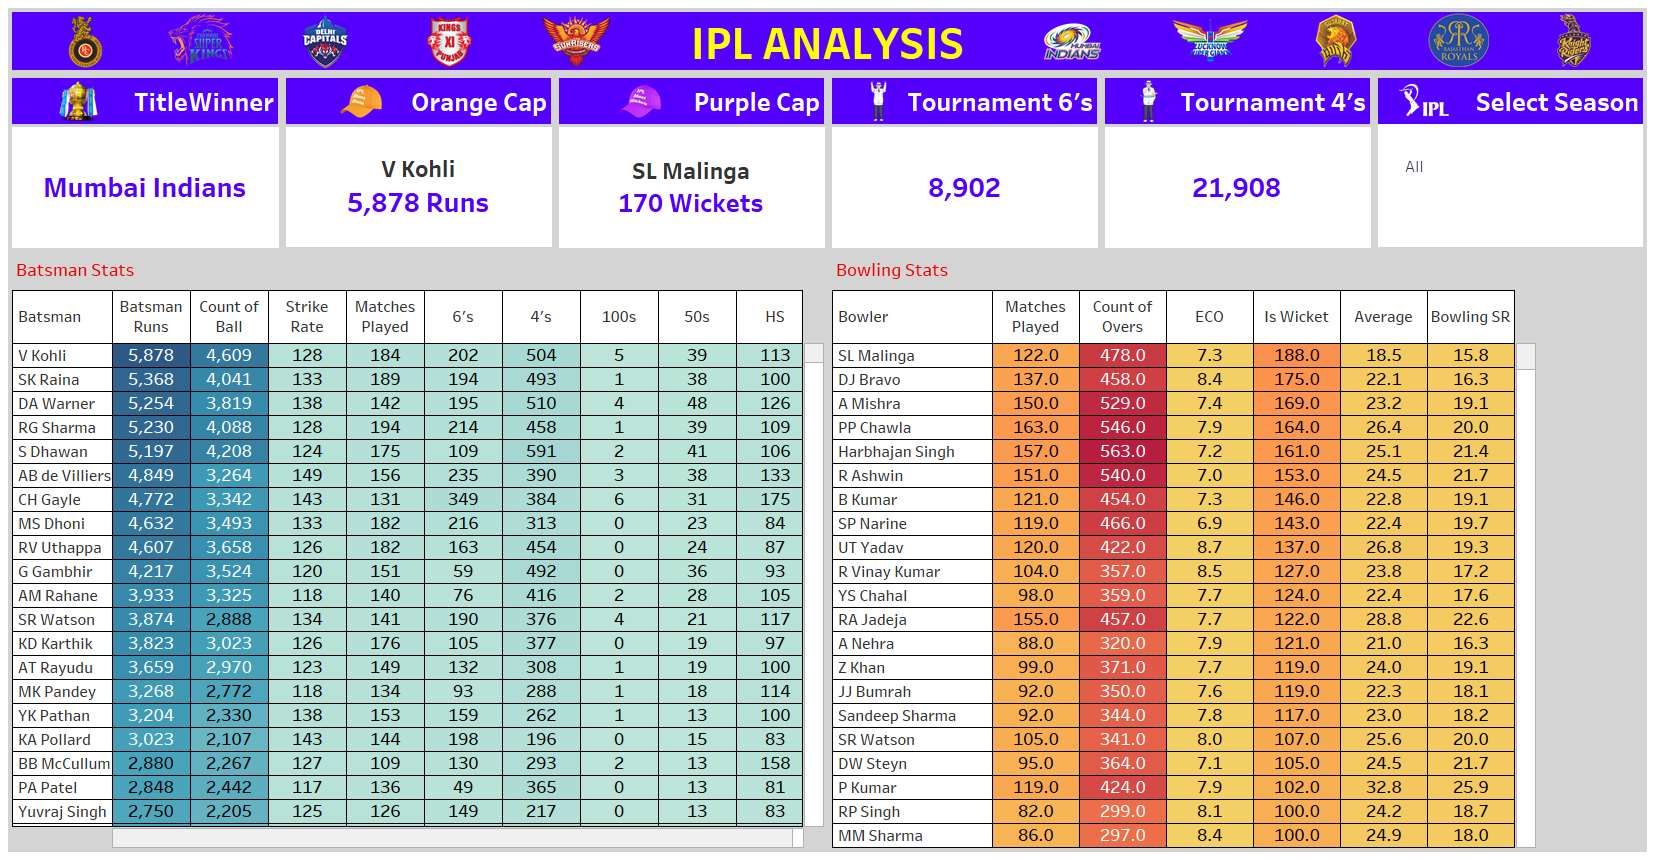 DELHI
CAPITALS
KINGS
XI
PUNJAB
SUNRISERS
IPL ANALYSIS
MUMBAI
INDIANS
LUCKNOW
RAJASTHAN
ROYALS
Knight
Riders
SUPER
KINGS
TitleWinner
Orange Cap
Purple Cap
Tournament 6's
Tournament 4's
IPL
Select Season
Mumbai Indians
V Kohli
5,878 Runs
SL Malinga
170 Wickets
8,902
21,908
All
Batsman Stats
Batsman Batsman Runs Count of Ball Strike Rate Matches Played 6's 4's 100s 50s HS
V Kohli 5,878 4,609 128 184 202 504 5 39 113
SK Raina 5,368 4,041 133 189 194 493 1 38 100
DA Warner 5,254 3,819 138 142 195 510 4 48 126
RG Sharma 5,230 4,088 128 194 214 458 1 39 109
S Dhawan 5,197 4,208 124 175 109 591 2 41 106
AB de Villiers 4,849 3,264 149 156 235 390 3 38 133
CH Gayle 4,772 3,342 143 131 349 384 6 31 175
MS Dhoni 4,632 3,493 133 182 216 313 0 23 84
RV Uthappa 4,607 3,658 126 182 163 454 0 24 87
G Gambhir 4,217 3,524 120 151 59 492 0 36 93
AM Rahane 3,933 3,325 118 140 76 416 2 28 105
SR Watson 3,874 2,888 134 141 190 376 4 21 117
KD Karthik 3,823 3,023 126 176 105 377 0 19 97
AT Rayudu 3,659 2,970 123 149 132 308 1 19 100
MK Pandey 3,268 2,772 118 134 93 288 1 18 114
YK Pathan 3,204 2,330 138 153 159 262 1 13 100
KA Pollard 3,023 2,107 143 144 198 196 0 15 83
BB McCullum 2,880 2,267 127 109 130 293 2 13 158
PA Patel 2,848 2,442 117 136 49 365 0 13 81
Yuvraj Singh 2,750 2,205 125 126 149 217 0 13 83
Bowling Stats
Bowler Matches Played Count of Overs ECO Is Wicket Average Bowling SR
SL Malinga 122.0 478.0 7.3 188.0 18.5 15.8
DJ Bravo 137.0 458.0 8.4 175.0 22.1 16.3
A Mishra 150.0 529.0 7.4 169.0 23.2 19.1
PP Chawla 163.0 546.0 7.9 164.0 26.4 20.0
Harbhajan Singh 157.0 563.0 7.2 161.0 25.1 21.4
R Ashwin 151.0 540.0 7.0 153.0 24.5 21.7
B Kumar 121.0 454.0 7.3 146.0 22.8 19.1
SP Narine 119.0 466.0 6.9 143.0 22.4 19.7
UT Yadav 120.0 422.0 8.7 137.0 26.8 19.3
R Vinay Kumar 104.0 357.0 8.5 127.0 23.8 17.2
YS Chahal 98.0 359.0 7.7 124.0 22.4 17.6
RA Jadeja 155.0 457.0 7.7 122.0 28.8 22.6
A Nehra 88.0 320.0 7.9 121.0 21.0 16.3
Z Khan 99.0 371.0 7.7 119.0 24.0 19.1
JJ Bumrah 92.0 350.0 7.6 119.0 22.3 18.1
Sandeep Sharma 92.0 344.0 7.8 117.0 23.0 18.2
SR Watson 105.0 341.0 8.0 107.0 25.6 20.0
DW Steyn 95.0 364.0 7.1 105.0 24.5 21.7
P Kumar 119.0 424.0 7.9 102.0 32.8 25.9
RP Singh 82.0 299.0 8.1 100.0 24.2 18.7
MM Sharma 86.0 297.0 8.4 100.0 24.9 18.0